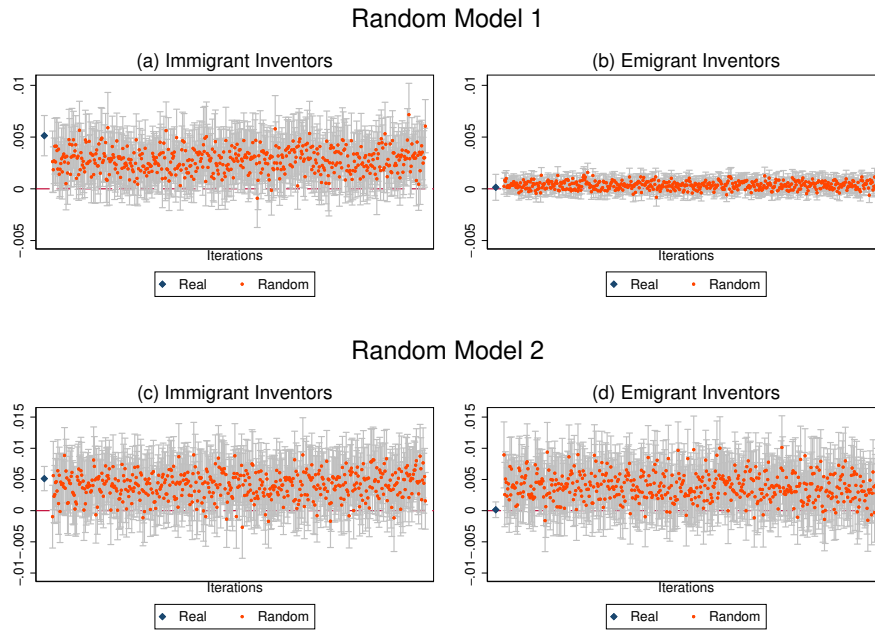 Random Model 1
(a) Immigrant Inventors
(b) Emigrant Inventors
.01
.005
0
-.005
.01
.005
0
-.005
Iterations
Iterations
Real Random
Real Random
Random Model 2
(c) Immigrant Inventors
(d) Emigrant Inventors
.015
.01
.005
0
-.005
-.01
.015
.01
.005
0
-.005
-.01
Iterations
Iterations
Real Random
Real Random